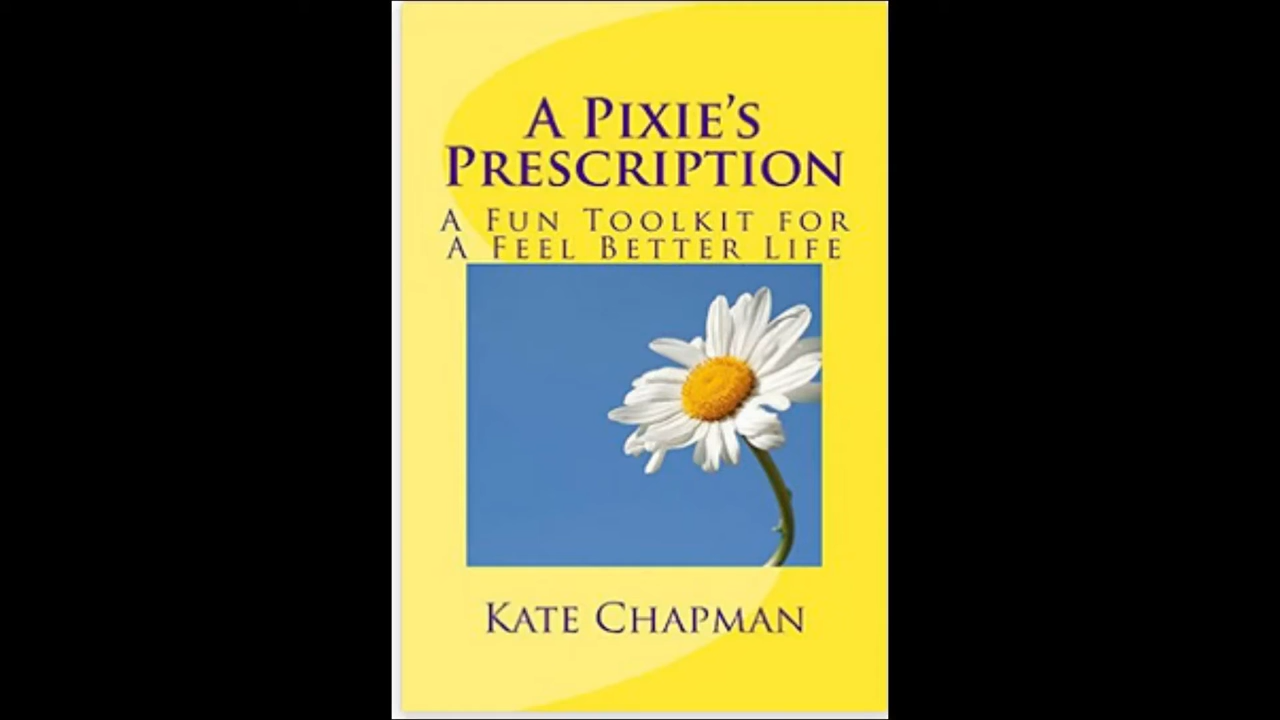 A Pixie's
Prescription
A Fun Toolkit for
A Feel Better Life
Kate Chapman